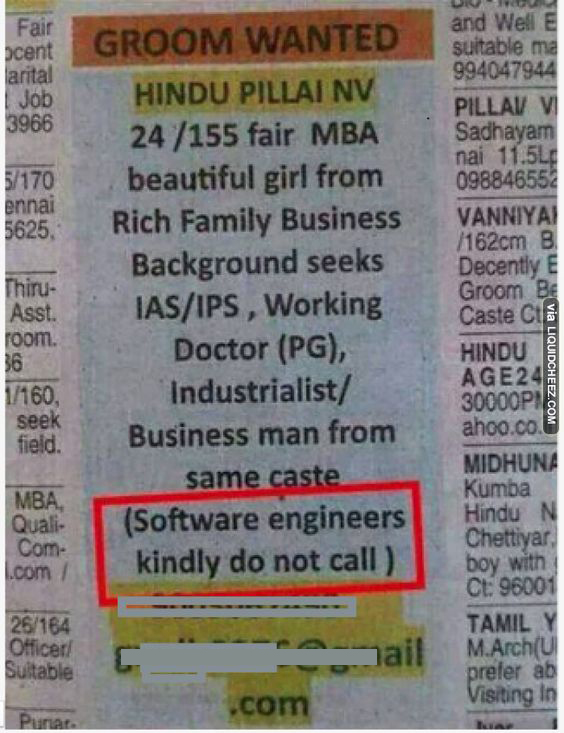 Fair
ocent
arital
Job
3966
5/170
ennai
5625,
Thiru-
Asst.
room.
36
1/160,
seek
field.
MBA,
Quali-
Com-
.com /
26/164
Officer/
Suitable
GROOM WANTED
HINDU PILLAI NV
24 /155 fair MBA
beautiful girl from
Rich Family Business
Background seeks
IAS/IPS , Working
Doctor (PG),
Industrialist/
Business man from
same caste
(Software engineers
kindly do not call )
.com
and Well E
suitable ma
994047944
PILLAI/ V
Sadhayam
nai 11.5Lp
098846552
VANNIYA
/162cm B.
Decently E
Groom Be
Caste Ct
HINDU
AGE24
30000P
ahoo.co.
MIDHUNA
Kumba
Hindu N
Chettiyar,
boy with
Ct: 96001
TAMIL Y
M.Arch(U
prefer ab
Visiting In
via LIQUIDCHEEZ.COM